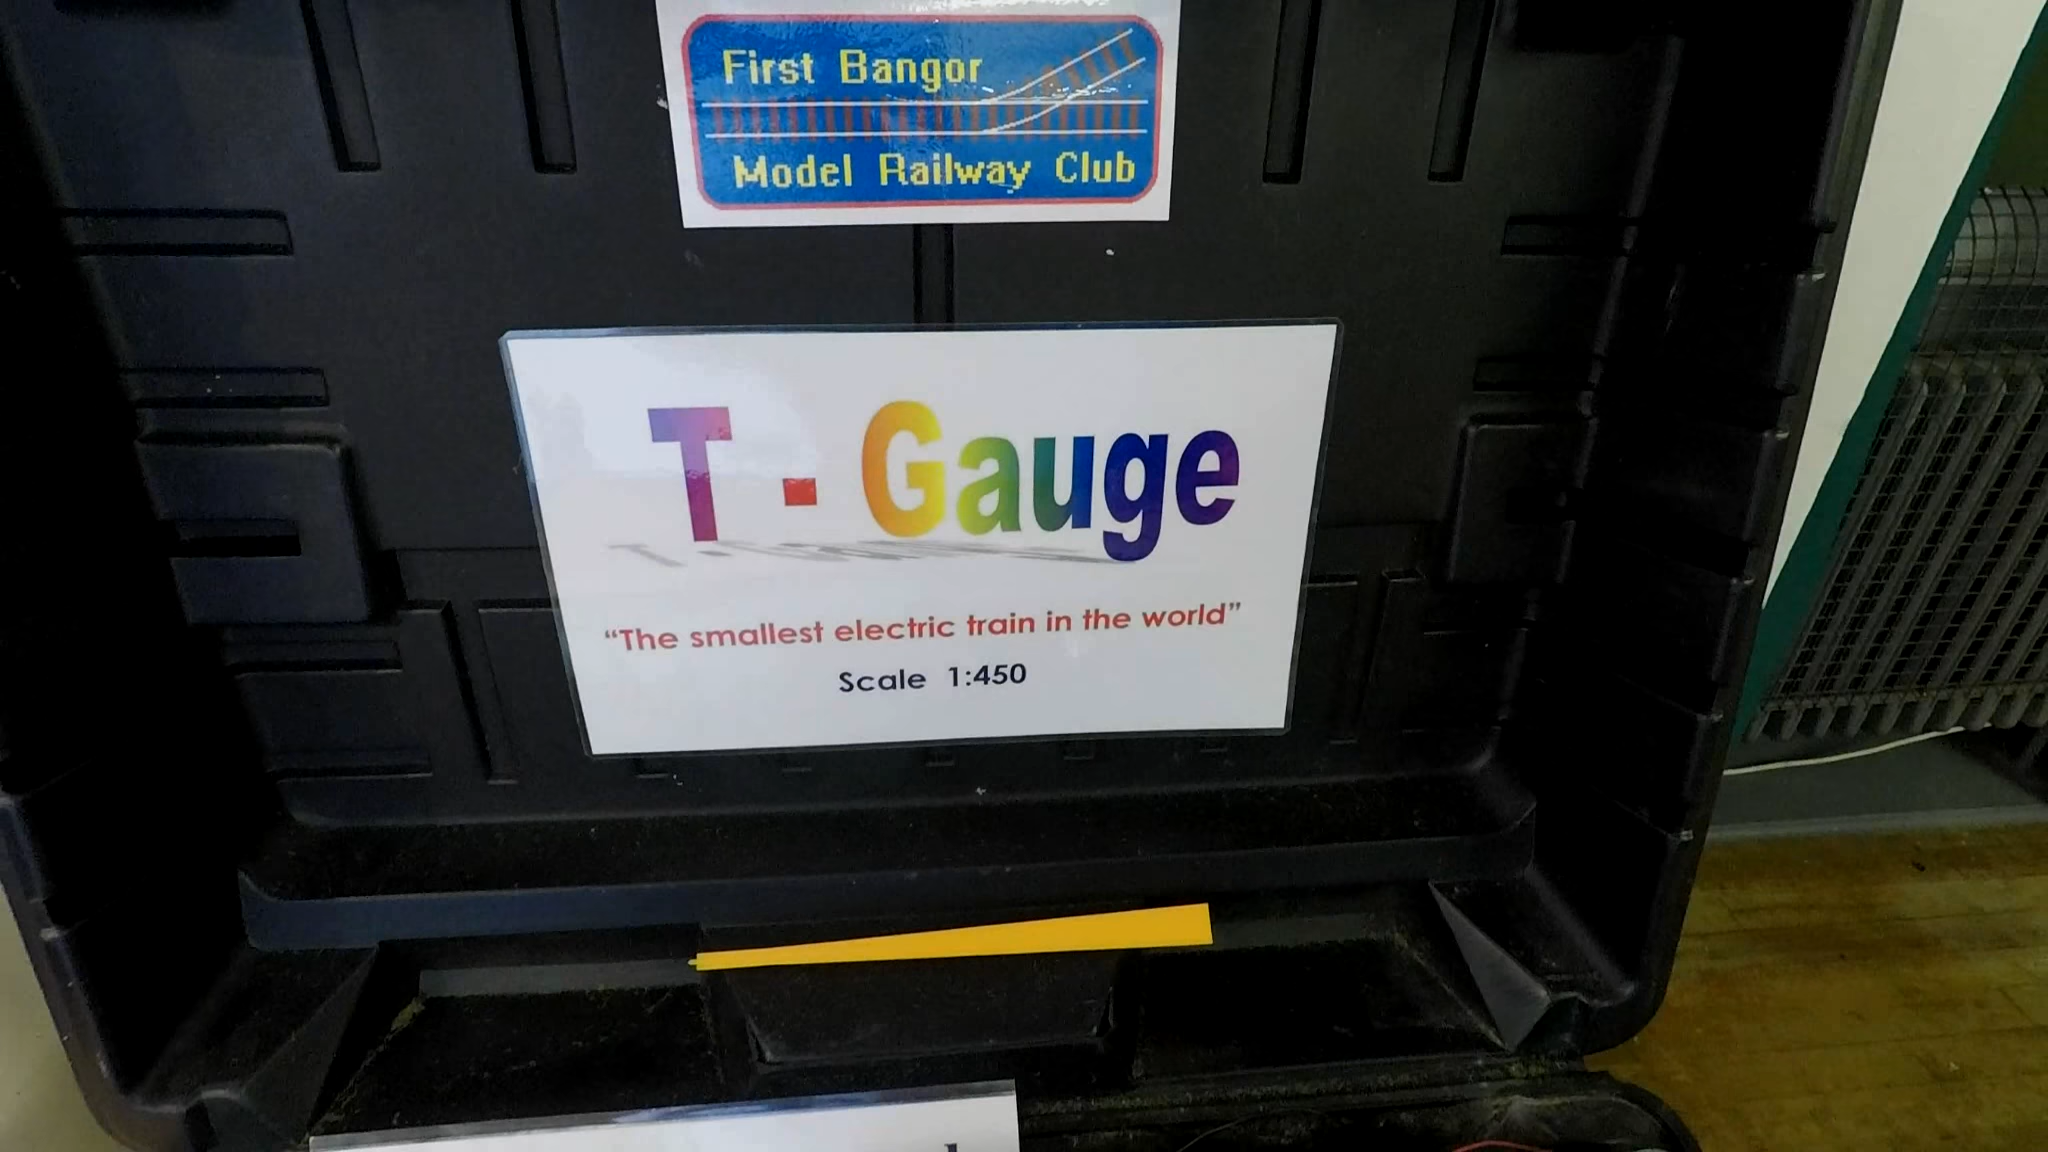 First Bangor
Model Railway Club
T - Gauge
“The smallest electric train in the world”
Scale 1:450